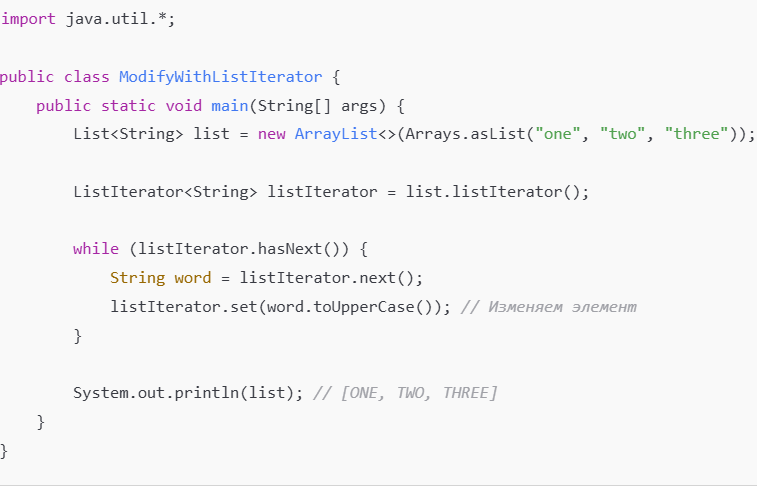 import java.util.*;
public class ModifyWithListIterator {
public static void main(String[] args) {
List<String> list = new ArrayList<>(Arrays.asList("one", "two", "three"));
ListIterator<String> listIterator = list.listIterator();
while (listIterator.hasNext()) {
String word = listIterator.next();
listIterator.set(word.toUpperCase()); // Изменяем элемент
}
System.out.println(list); // [ONE, TWO, THREE]
}
}